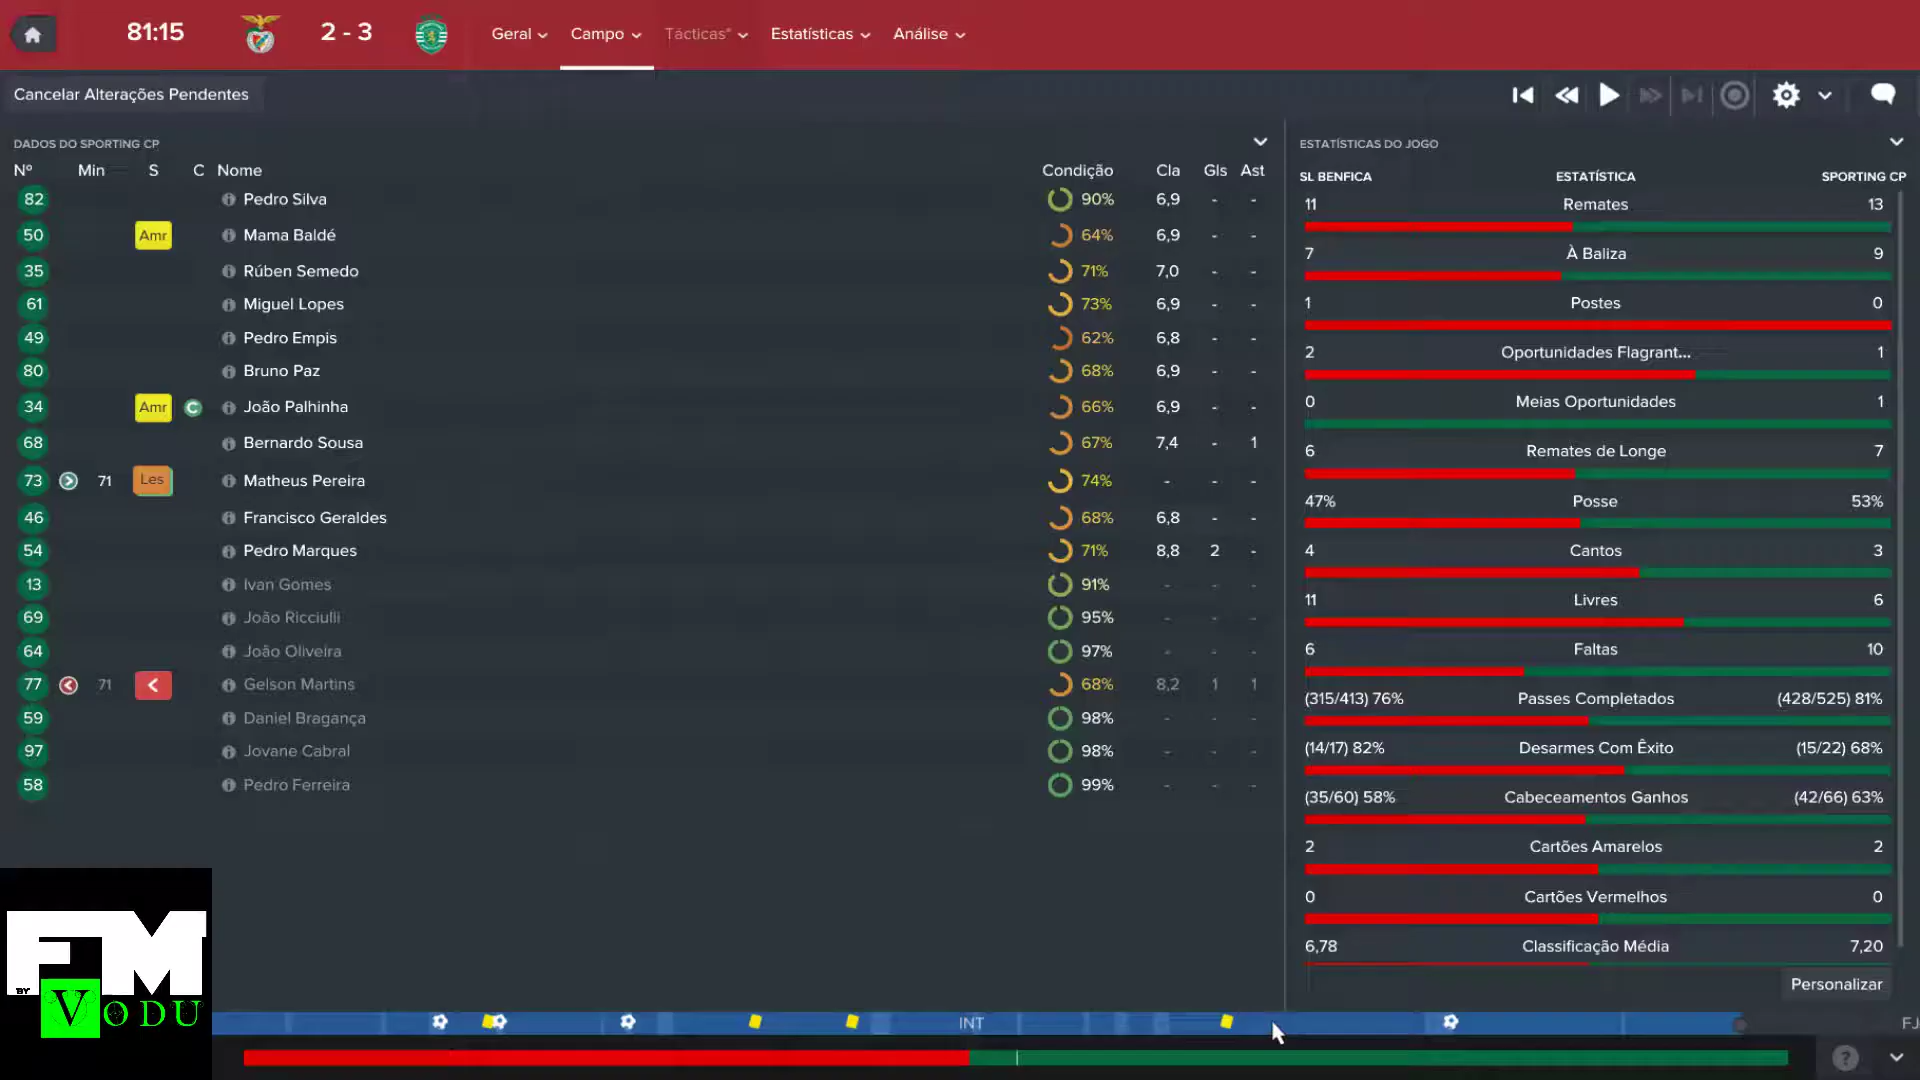 81:15
2 - 3
Geral
Campo
Tácticas*
Estatísticas
Análise
Cancelar Alterações Pendentes
DADOS DO SPORTING CP
Nº Min S C Nome Condição Cla Gls Ast
82 Pedro Silva 90% 6,9 - -
50 Amr Mama Baldé 64% 6,9 - -
35 Rúben Semedo 71% 7,0 - -
61 Miguel Lopes 73% 6,9 - -
49 Pedro Empis 62% 6,8 - -
80 Bruno Paz 68% 6,9 - -
34 Amr C João Palhinha 66% 6,9 - -
68 Bernardo Sousa 67% 7,4 - 1
73 71 Les Matheus Pereira 74% - - -
46 Francisco Geraldes 68% 6,8 - -
54 Pedro Marques 71% 8,8 2 -
13 Ivan Gomes 91% - - -
69 João Ricciulli 95% - - -
64 João Oliveira 97% - - -
77 71 Gelson Martins 68% 8,2 1 1
59 Daniel Bragança 98% - - -
97 Jovane Cabral 98% - - -
58 Pedro Ferreira 99% - - -
ESTATÍSTICAS DO JOGO
SL BENFICA ESTATÍSTICA SPORTING CP
11 Remates 13
7 À Baliza 9
1 Postes 0
2 Oportunidades Flagrant... 1
0 Meias Oportunidades 1
6 Remates de Longe 7
47% Posse 53%
4 Cantos 3
11 Livres 6
6 Faltas 10
(315/413) 76% Passes Completados (428/525) 81%
(14/17) 82% Desarmes Com Êxito (15/22) 68%
(35/60) 58% Cabeceamentos Ganhos (42/66) 63%
2 Cartões Amarelos 2
0 Cartões Vermelhos 0
6,78 Classificação Média 7,20
Personalizar
FM
BY VODU
INT
FJ
?